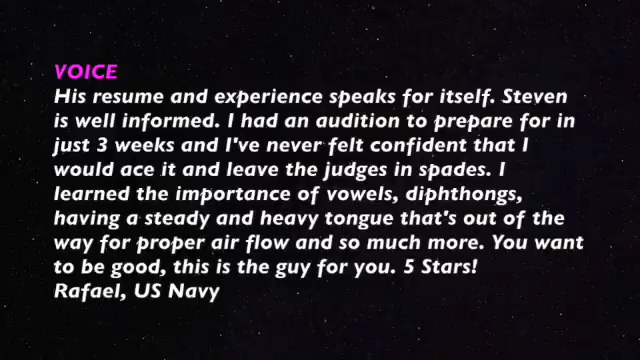 VOICE
His resume and experience speaks for itself. Steven
is well informed. I had an audition to prepare for in
just 3 weeks and I've never felt confident that I
would ace it and leave the judges in spades. I
learned the importance of vowels, diphthongs,
having a steady and heavy tongue that's out of the
way for proper air flow and so much more. You want
to be good, this is the guy for you. 5 Stars!
Rafael, US Navy